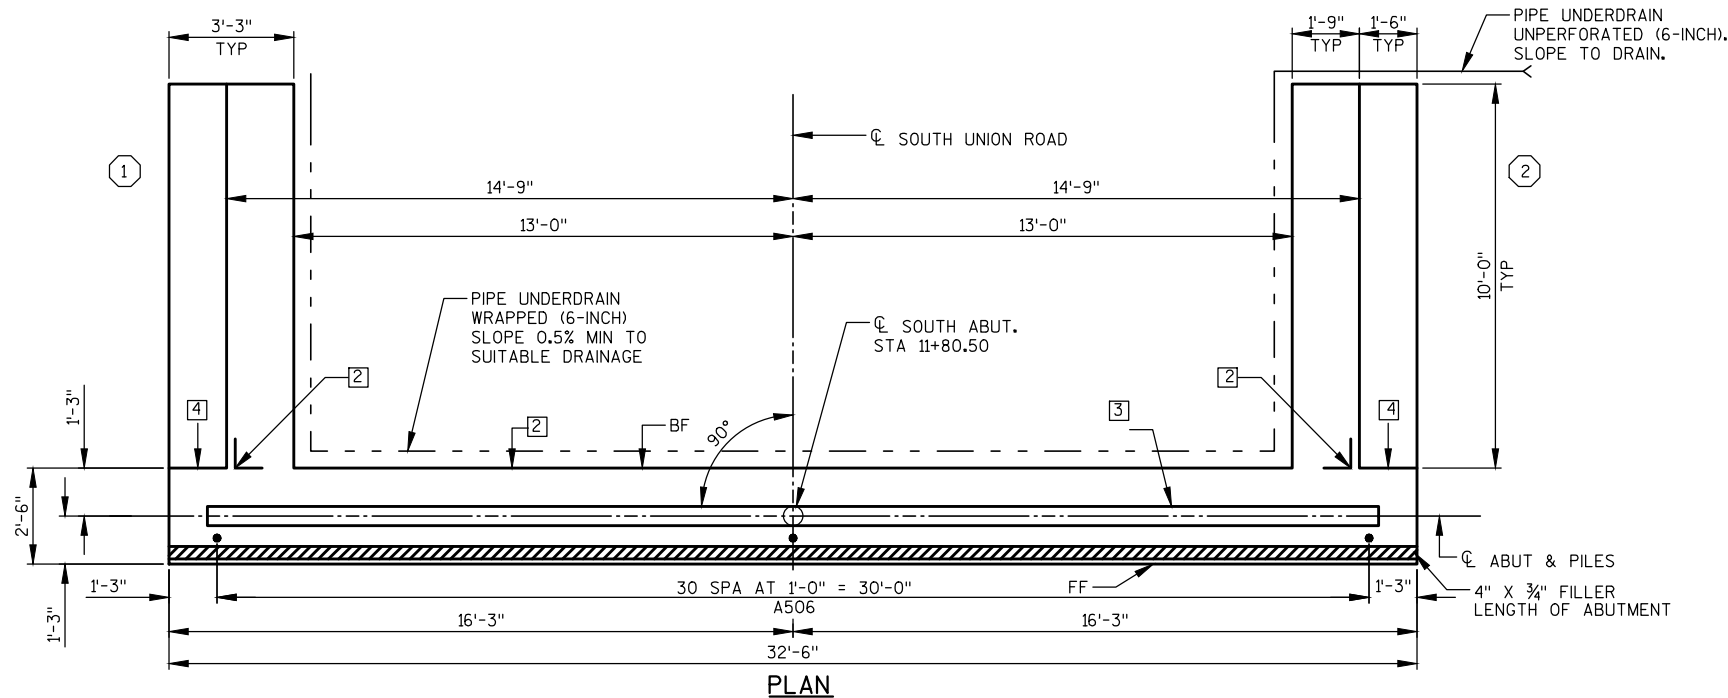 3'-3"
TYP
1'-9"
TYP
1'-6"
TYP
PIPE UNDERDRAIN
UNPERFORATED (6-INCH).
SLOPE TO DRAIN.
℄ SOUTH UNION ROAD
1
2
14'-9"
14'-9"
13'-0"
13'-0"
10'-0"
TYP
PIPE UNDERDRAIN
WRAPPED (6-INCH)
SLOPE 0.5% MIN TO
SUITABLE DRAINAGE
℄ SOUTH ABUT.
STA 11+80.50
2
2
1'-3"
4
2
BF
90°
3
4
2'-6"
℄ ABUT & PILES
1'-3"
1'-3"
30 SPA AT 1'-0" = 30'-0"
A506
FF
1'-3"
4" X ¾" FILLER
LENGTH OF ABUTMENT
16'-3"
16'-3"
32'-6"
PLAN